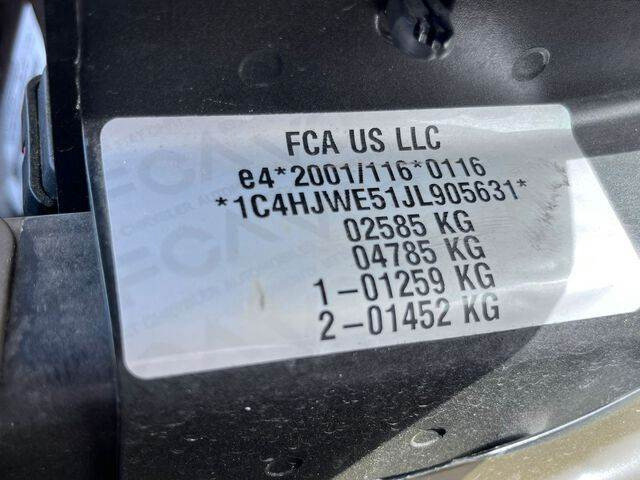 FCA US LLC
e4*2001/116*0116
*1C4HJWE51JL905631*
02585 KG
04785 KG
1-01259 KG
2-01452 KG